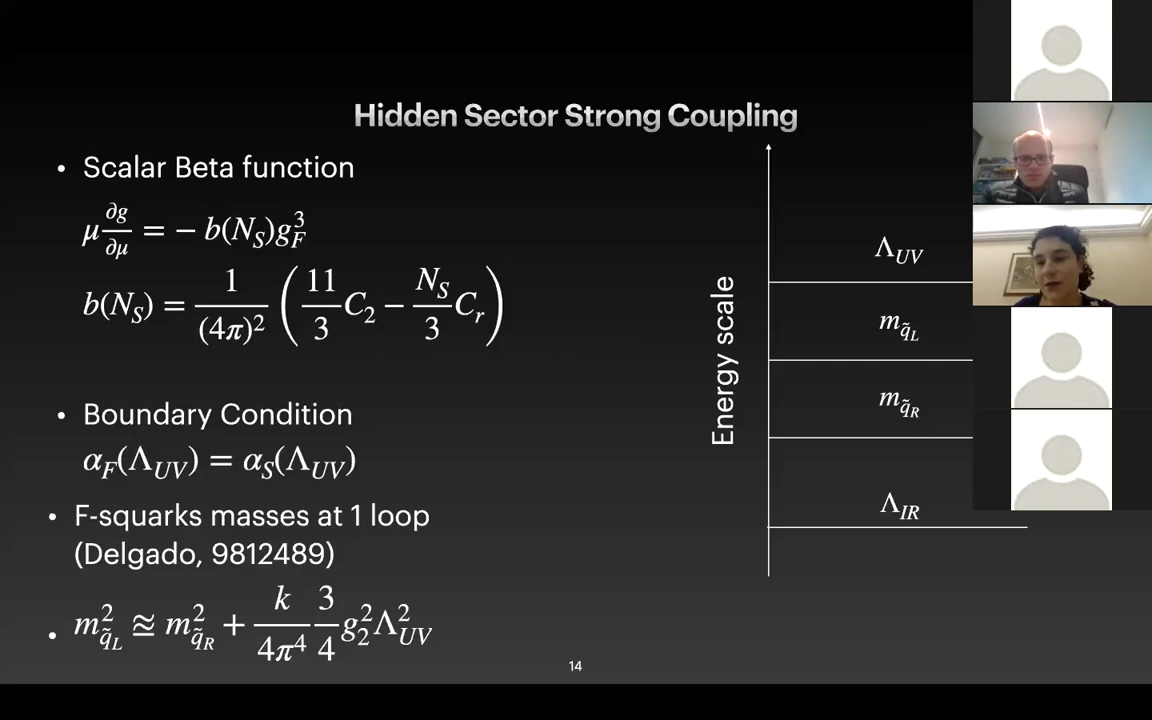 Hidden Sector Strong Coupling
• Scalar Beta function
μ ∂g/∂μ = − b(N_S)g_F^3
b(N_S) = 1/(4π)^2 (11/3 C_2 − N_S/3 C_r)
• Boundary Condition
α_F(Λ_UV) = α_S(Λ_UV)
• F-squarks masses at 1 loop
(Delgado, 9812489)
• m_{q̃_L}^2 ≊ m_{q̃_R}^2 + k/4π^4 3/4 g_2^2 Λ_UV^2
Energy scale
Λ_UV
m_{q̃_L}
m_{q̃_R}
Λ_IR
14